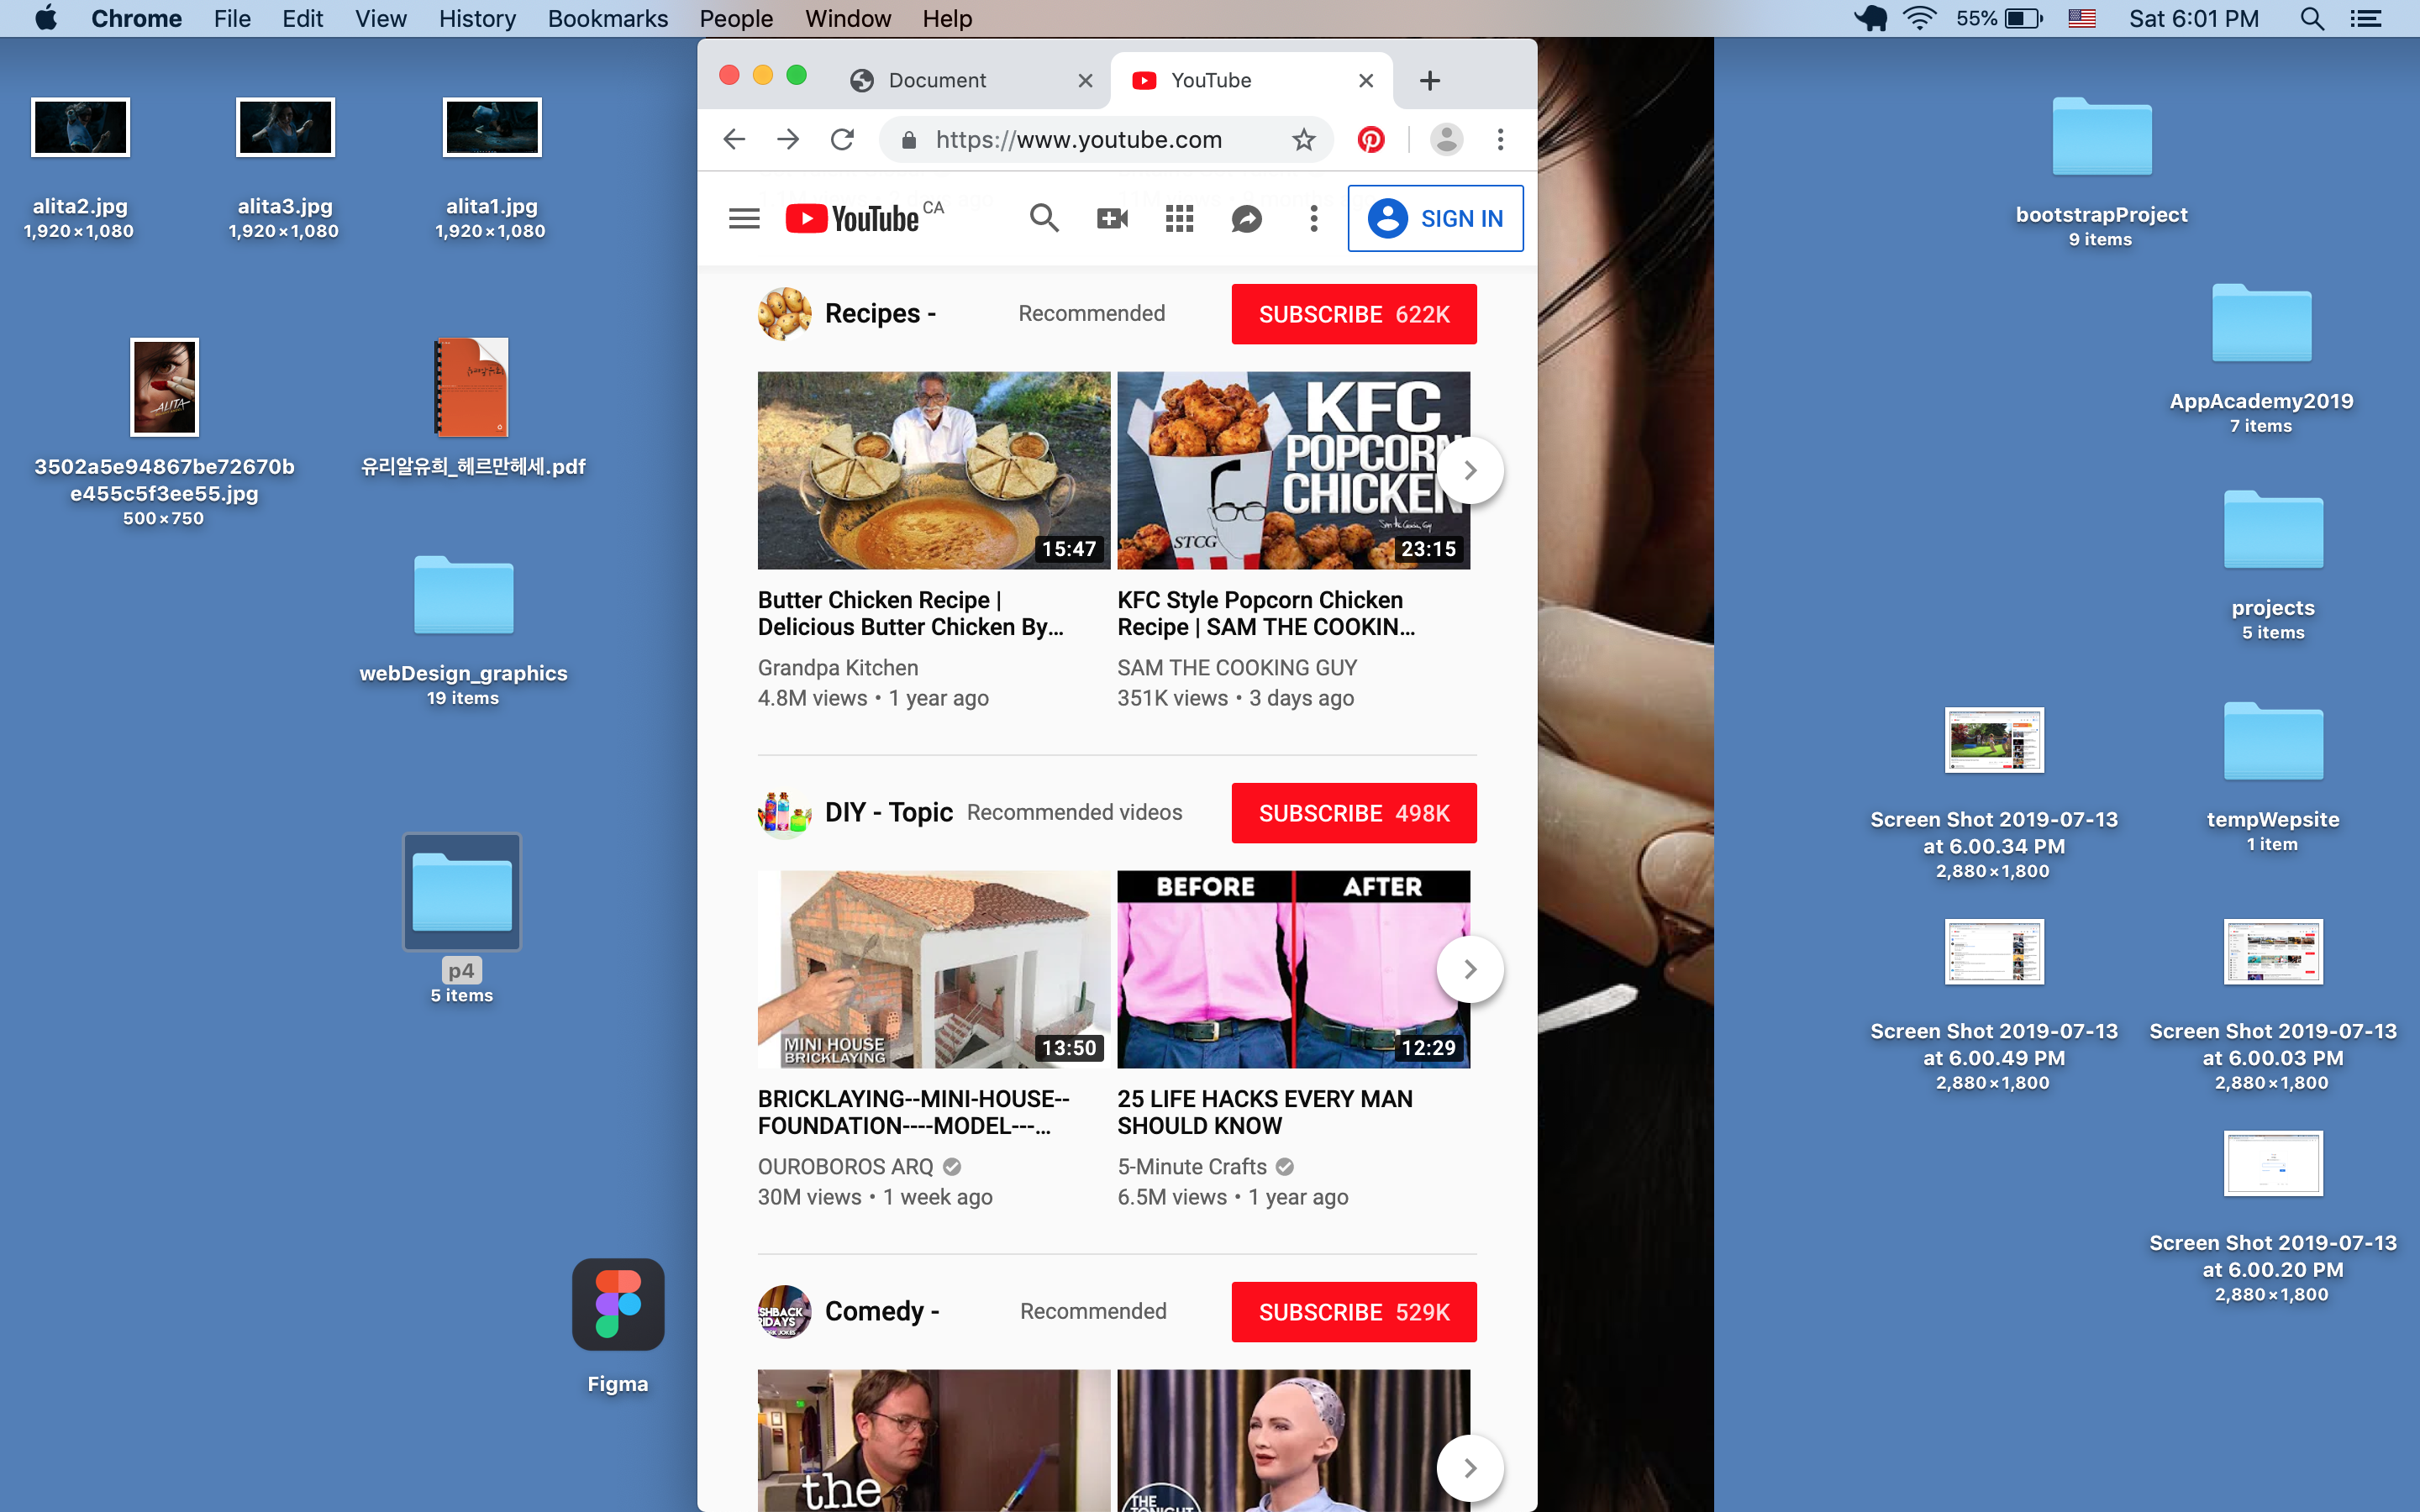 Chrome File Edit View History Bookmarks People Window Help
55% Sat 6:01 PM
Document
YouTube
https://www.youtube.com
YouTube CA
SIGN IN
Recipes -
Recommended
SUBSCRIBE 622K
KFC
POPCORN
CHICKEN
STCG
15:47
23:15
Butter Chicken Recipe |
Delicious Butter Chicken By...
Grandpa Kitchen
4.8M views • 1 year ago
KFC Style Popcorn Chicken
Recipe | SAM THE COOKIN...
SAM THE COOKING GUY
351K views • 3 days ago
DIY - Topic
Recommended videos
SUBSCRIBE 498K
MINI HOUSE
BRICKLAYING
13:50
BEFORE
AFTER
12:29
BRICKLAYING--MINI-HOUSE--
FOUNDATION----MODEL---...
OUROBOROS ARQ
30M views • 1 week ago
25 LIFE HACKS EVERY MAN
SHOULD KNOW
5-Minute Crafts
6.5M views • 1 year ago
Comedy -
Recommended
SUBSCRIBE 529K
the
THE
alita2.jpg
1,920×1,080
alita3.jpg
1,920×1,080
alita1.jpg
1,920×1,080
ALITA
3502a5e94867be72670b
e455c5f3ee55.jpg
500×750
유리알유희_헤르만헤세.pdf
webDesign_graphics
19 items
p4
5 items
Figma
bootstrapProject
9 items
AppAcademy2019
7 items
projects
5 items
Screen Shot 2019-07-13
at 6.00.34 PM
2,880×1,800
tempWepsite
1 item
Screen Shot 2019-07-13
at 6.00.49 PM
2,880×1,800
Screen Shot 2019-07-13
at 6.00.03 PM
2,880×1,800
Screen Shot 2019-07-13
at 6.00.20 PM
2,880×1,800